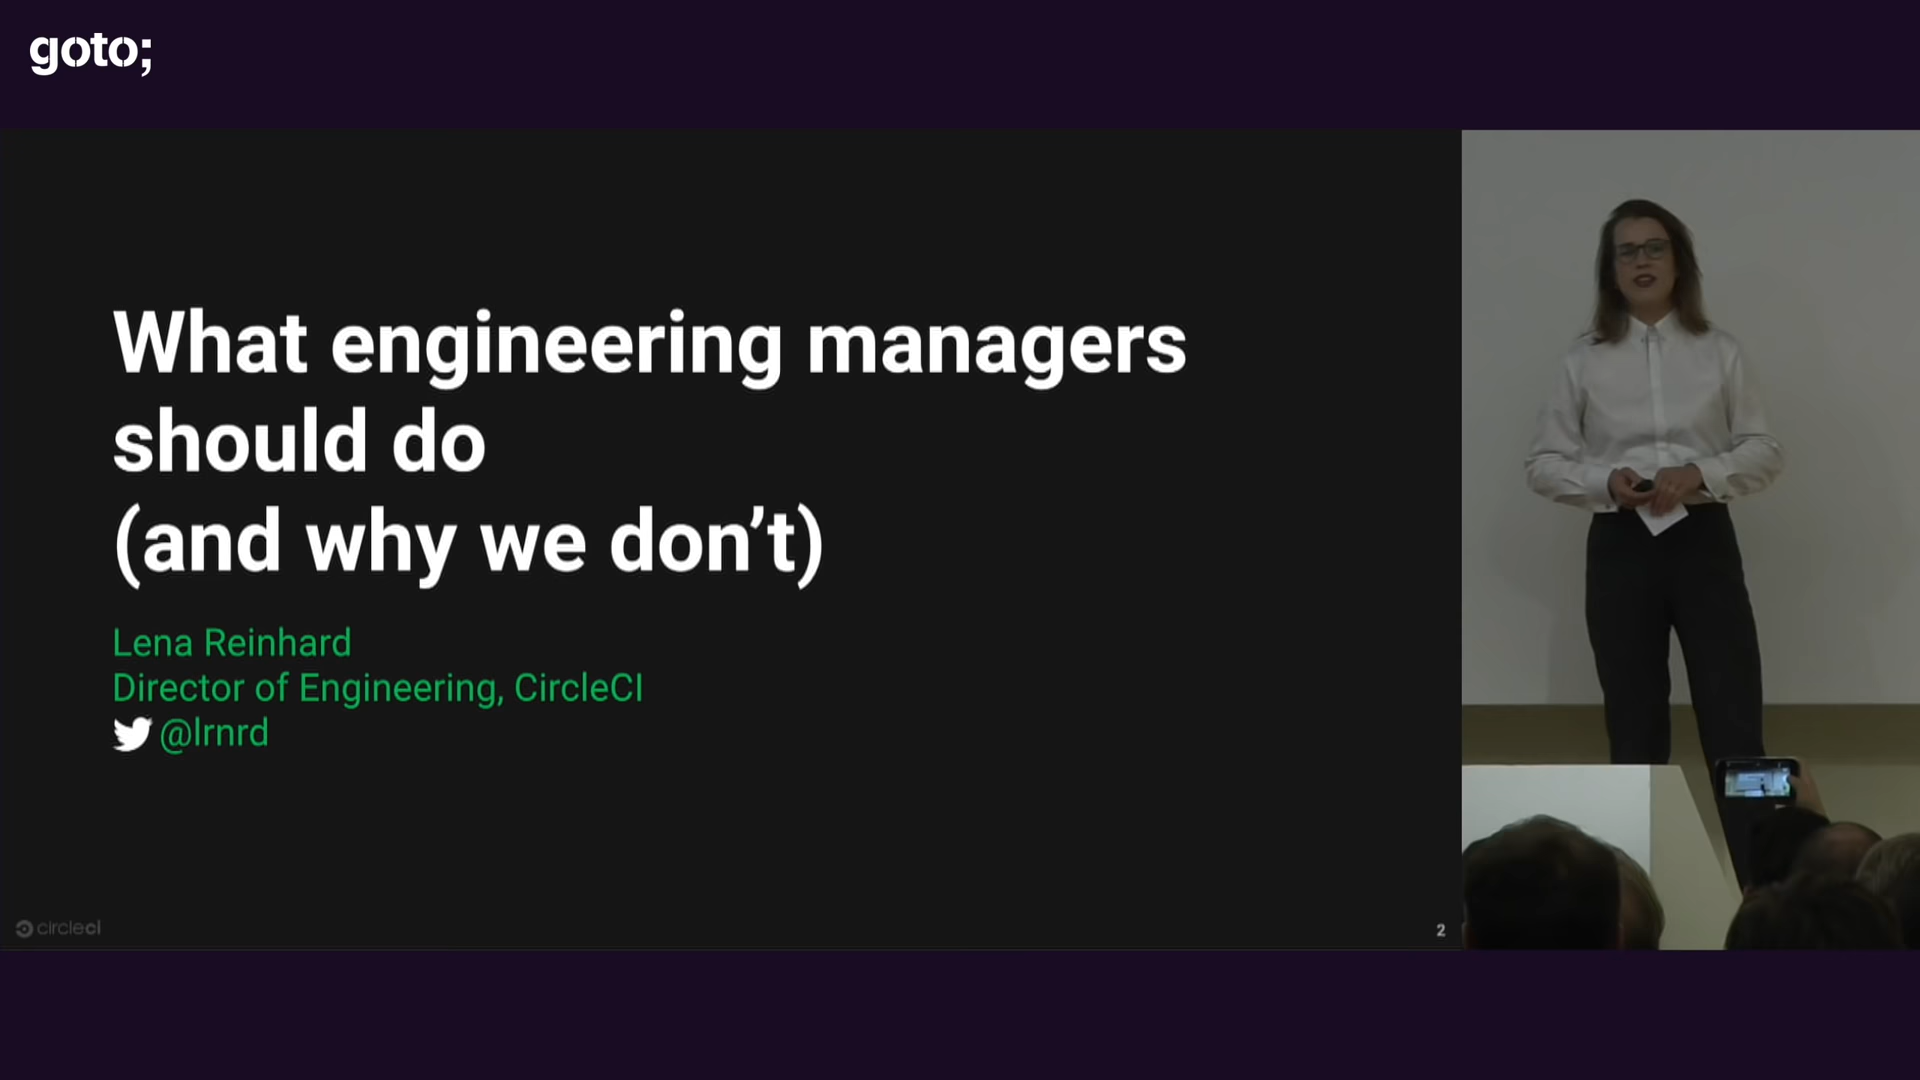 goto;
What engineering managers
should do
(and why we don’t)
Lena Reinhard
Director of Engineering, CircleCI
@lrnrd
circleci
2